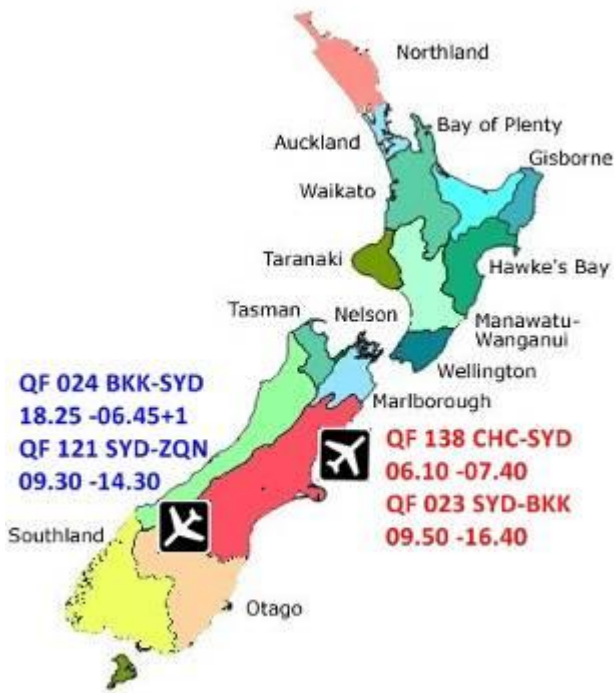 Northland
Bay of Plenty
Auckland
Gisborne
Waikato
Taranaki
Hawke's Bay
Tasman
Nelson
Manawatu-
Wanganui
Wellington
Marlborough
QF 024 BKK-SYD
18.25 -06.45+1
QF 121 SYD-ZQN
09.30 -14.30
QF 138 CHC-SYD
06.10 -07.40
QF 023 SYD-BKK
09.50 -16.40
Southland
Otago